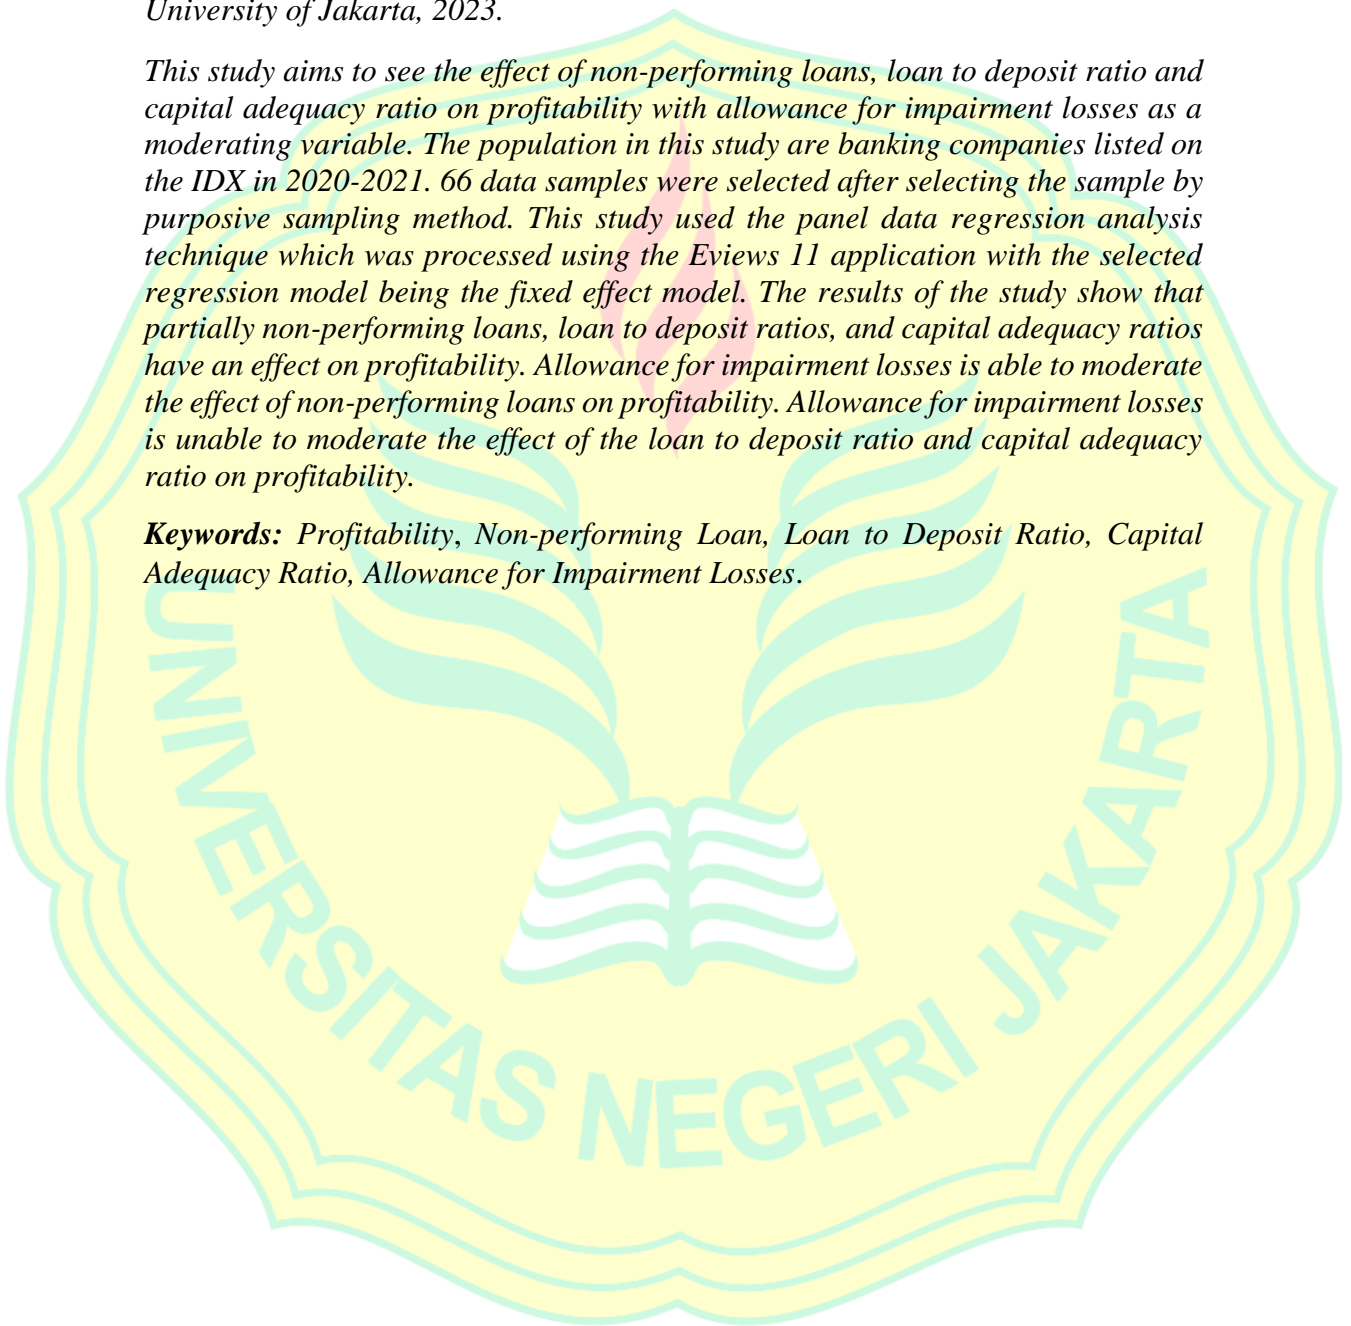 University of Jakarta, 2023.
This study aims to see the effect of non-performing loans, loan to deposit ratio and
capital adequacy ratio on profitability with allowance for impairment losses as a
moderating variable. The population in this study are banking companies listed on
the IDX in 2020-2021. 66 data samples were selected after selecting the sample by
purposive sampling method. This study used the panel data regression analysis
technique which was processed using the Eviews 11 application with the selected
regression model being the fixed effect model. The results of the study show that
partially non-performing loans, loan to deposit ratios, and capital adequacy ratios
have an effect on profitability. Allowance for impairment losses is able to moderate
the effect of non-performing loans on profitability. Allowance for impairment losses
is unable to moderate the effect of the loan to deposit ratio and capital adequacy
ratio on profitability.
Keywords: Profitability, Non-performing Loan, Loan to Deposit Ratio, Capital
Adequacy Ratio, Allowance for Impairment Losses.
UNIVERSITAS NEGERI JAKARTA